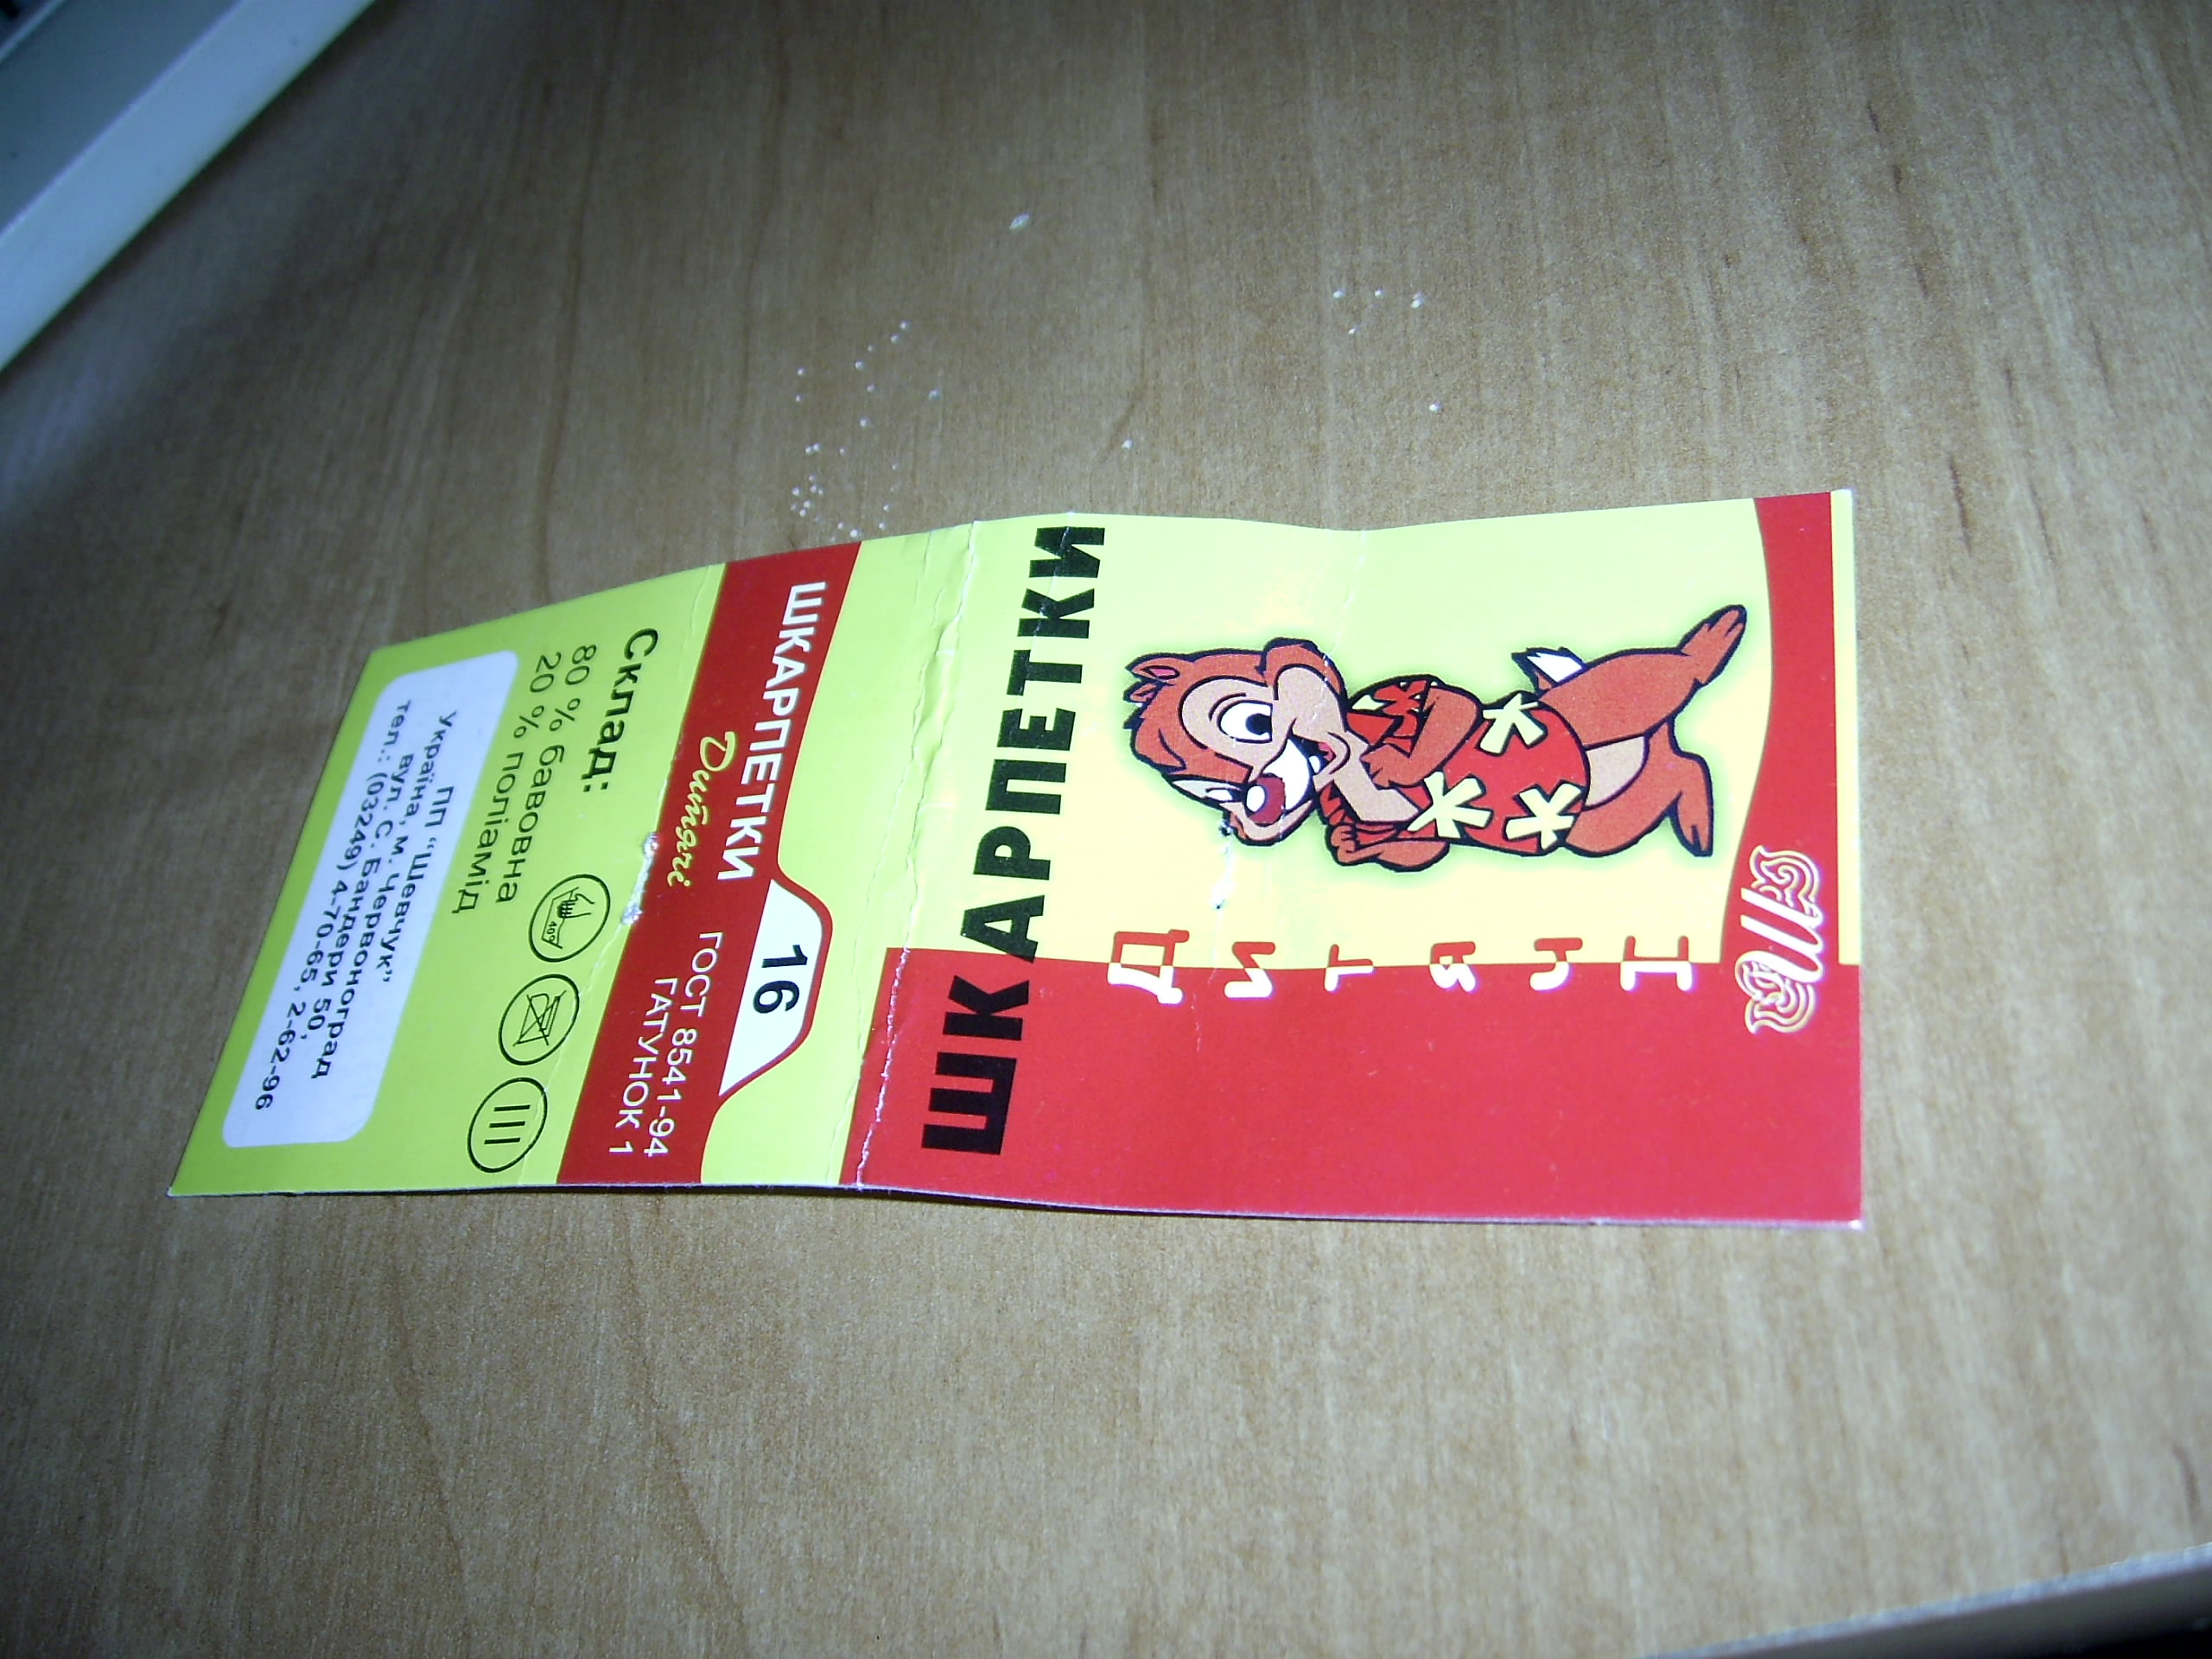 ШКАРПЕТКИ
Дитячі
ШКАРПЕТКИ
Дитячі
16
ГОСТ 8541-94
ГАТУНОК 1
Склад:
80 % бавовна
20 % поліамід
40°
ПП "Шевчук"
Україна, м. Червоноград
вул. С. Бандери 50,
тел.: (03249) 4-70-65, 2-62-96